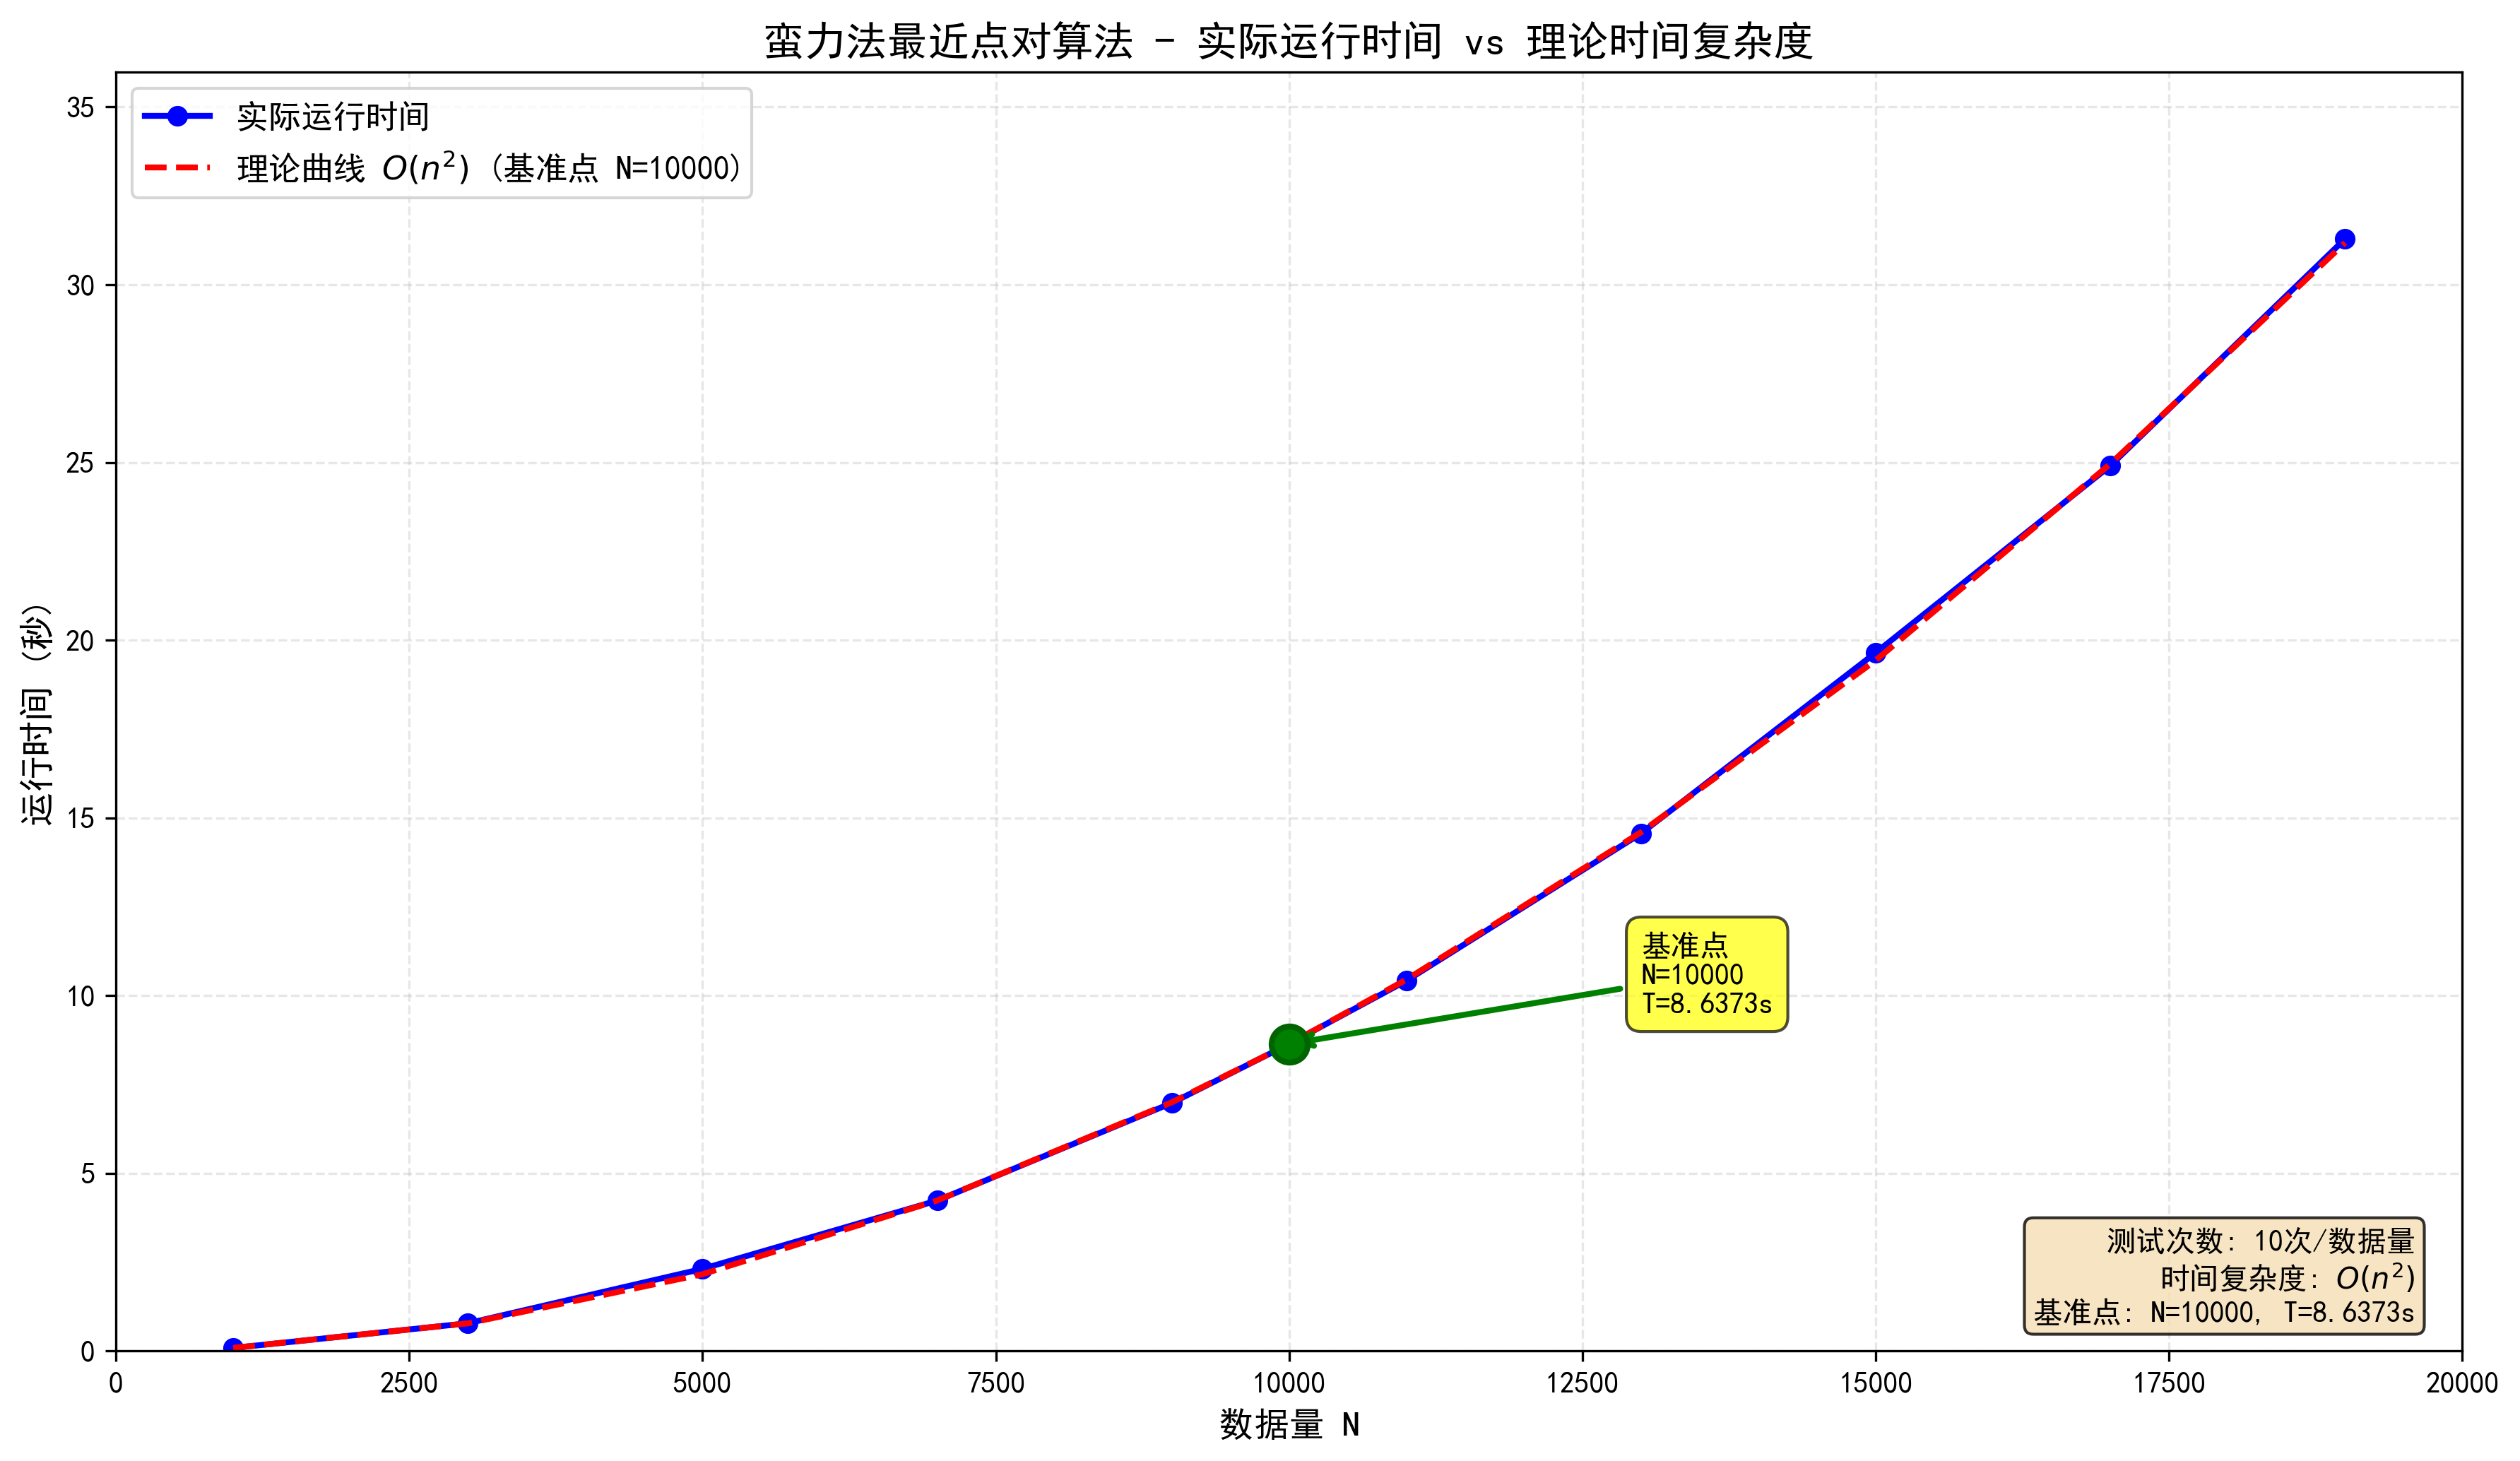 蛮力法最近点对算法 - 实际运行时间 vs 理论时间复杂度
实际运行时间
理论曲线 O(n²) (基准点 N=10000)
运行时间 (秒)
35
30
25
20
15
10
5
0
基准点
N=10000
T=8.6373s
测试次数: 10次/数据量
时间复杂度: O(n²)
基准点: N=10000, T=8.6373s
0 2500 5000 7500 10000 12500 15000 17500 20000
数据量 N